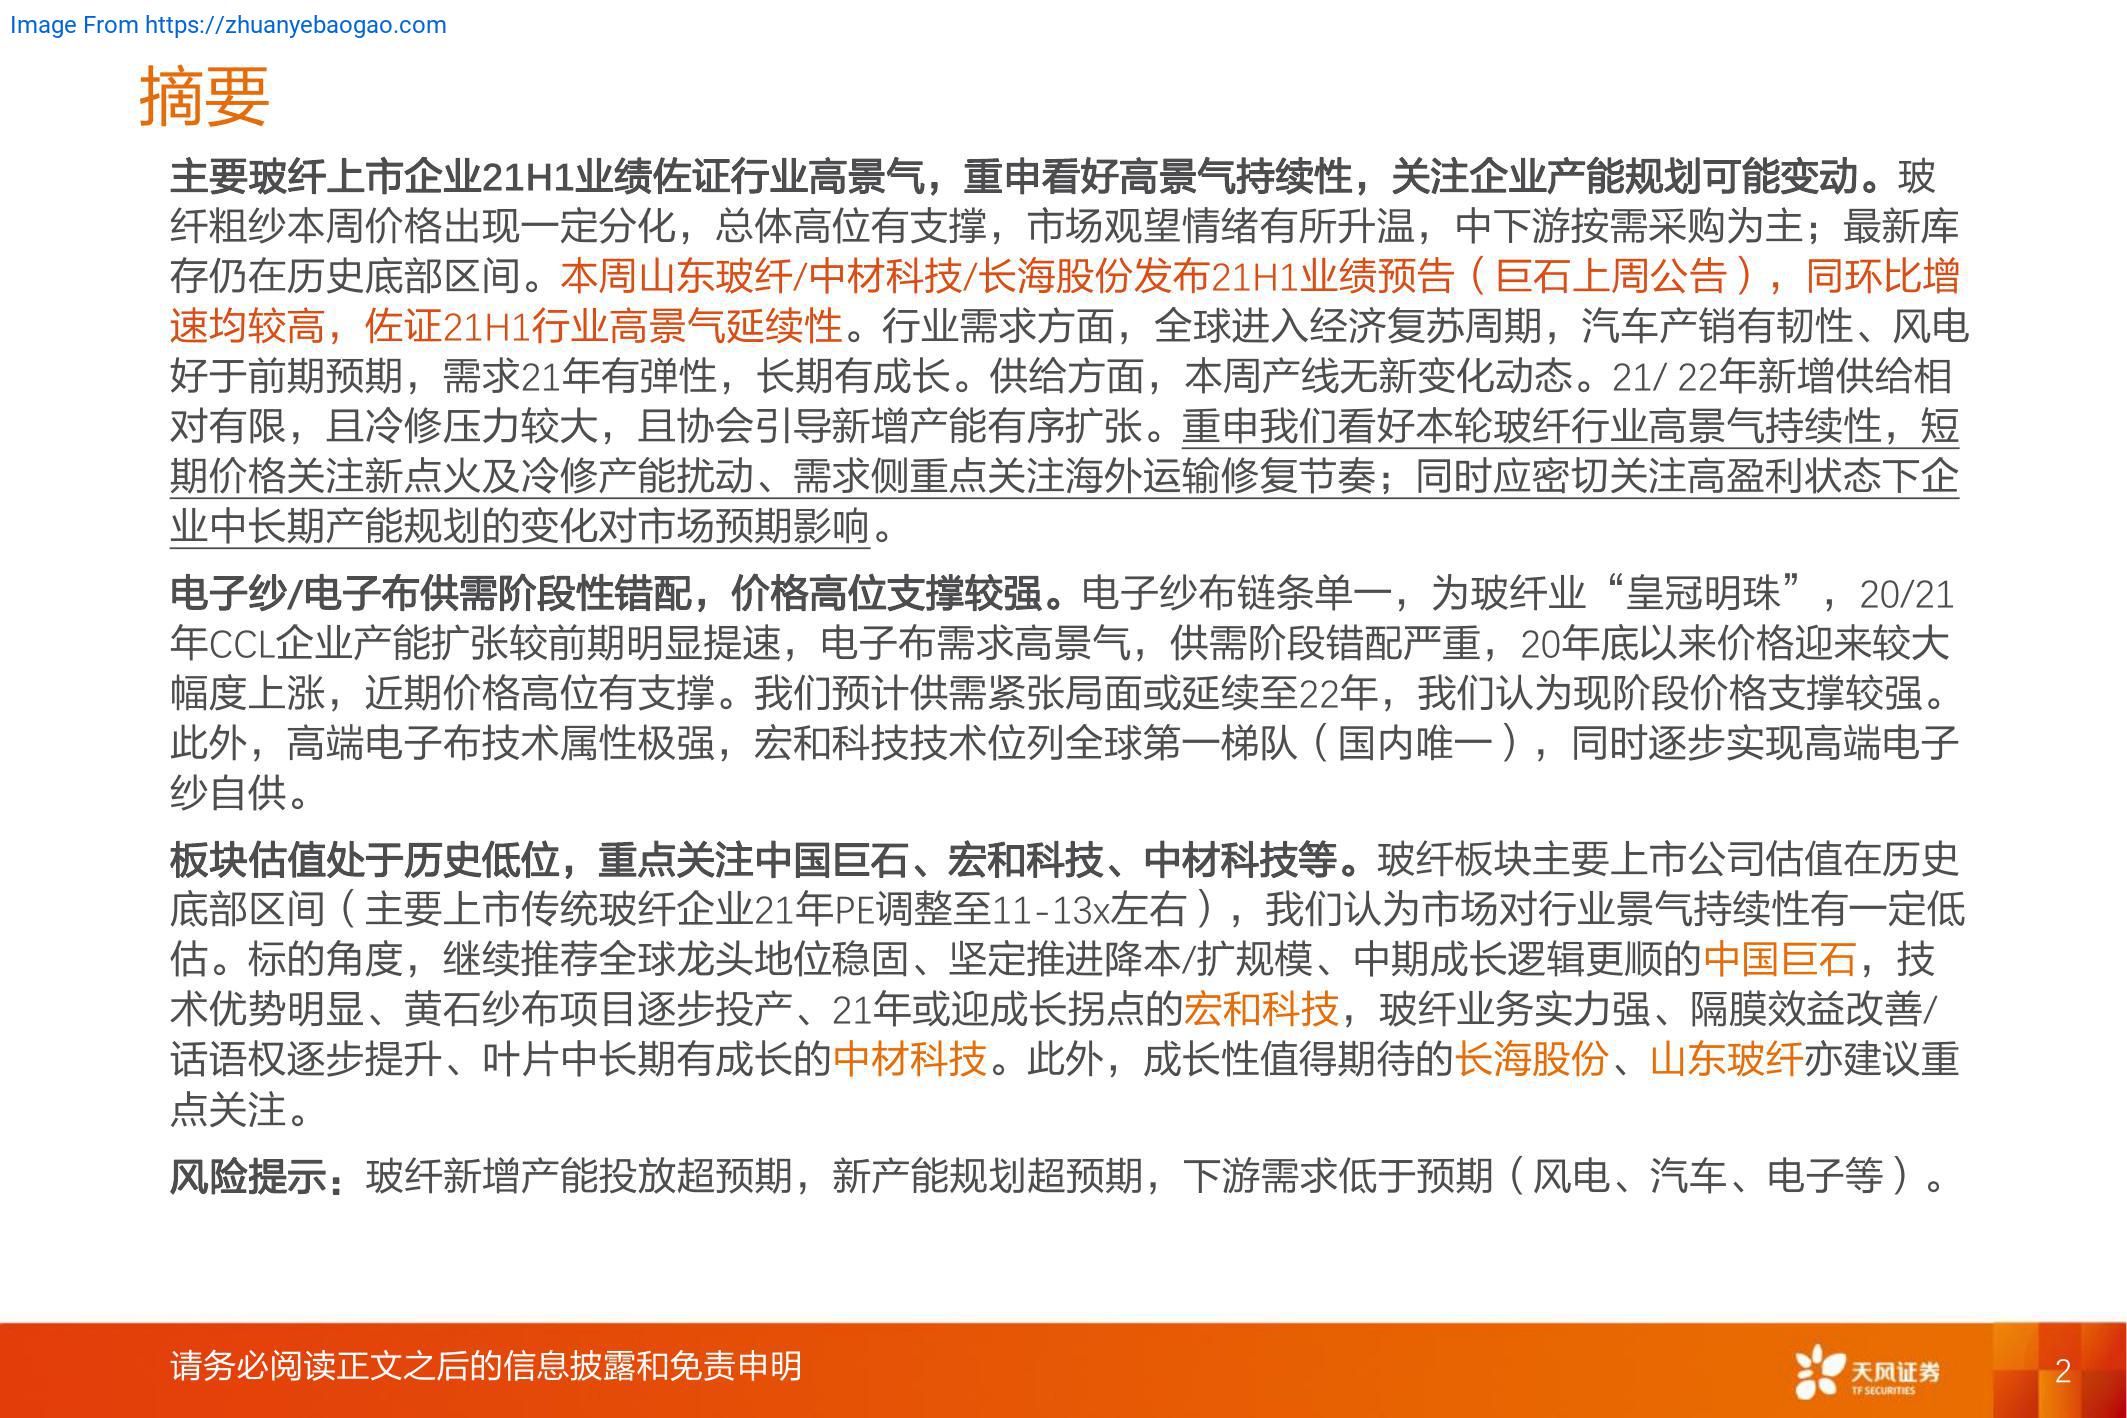 Image From https://zhuanyebaogao.com
摘要
主要玻纤上市企业21H1业绩佐证行业高景气，重申看好高景气持续性，关注企业产能规划可能变动。玻
纤粗纱本周价格出现一定分化，总体高位有支撑，市场观望情绪有所升温，中下游按需采购为主；最新库
存仍在历史底部区间。本周山东玻纤/中材科技/长海股份发布21H1业绩预告（巨石上周公告），同环比增
速均较高，佐证21H1行业高景气延续性。行业需求方面，全球进入经济复苏周期，汽车产销有韧性、风电
好于前期预期，需求21年有弹性，长期有成长。供给方面，本周产线无新变化动态。21/ 22年新增供给相
对有限，且冷修压力较大，且协会引导新增产能有序扩张。重申我们看好本轮玻纤行业高景气持续性，短
期价格关注新点火及冷修产能扰动、需求侧重点关注海外运输修复节奏；同时应密切关注高盈利状态下企
业中长期产能规划的变化对市场预期影响。
电子纱/电子布供需阶段性错配，价格高位支撑较强。电子纱布链条单一，为玻纤业“皇冠明珠”，20/21
年CCL企业产能扩张较前期明显提速，电子布需求高景气，供需阶段错配严重，20年底以来价格迎来较大
幅度上涨，近期价格高位有支撑。我们预计供需紧张局面或延续至22年，我们认为现阶段价格支撑较强。
此外，高端电子布技术属性极强，宏和科技技术位列全球第一梯队（国内唯一），同时逐步实现高端电子
纱自供。
板块估值处于历史低位，重点关注中国巨石、宏和科技、中材科技等。玻纤板块主要上市公司估值在历史
底部区间（主要上市传统玻纤企业21年PE调整至11-13x左右），我们认为市场对行业景气持续性有一定低
估。标的角度，继续推荐全球龙头地位稳固、坚定推进降本/扩规模、中期成长逻辑更顺的中国巨石，技
术优势明显、黄石纱布项目逐步投产、21年或迎成长拐点的宏和科技，玻纤业务实力强、隔膜效益改善/
话语权逐步提升、叶片中长期有成长的中材科技。此外，成长性值得期待的长海股份、山东玻纤亦建议重
点关注。
风险提示：玻纤新增产能投放超预期，新产能规划超预期，下游需求低于预期（风电、汽车、电子等）。
请务必阅读正文之后的信息披露和免责申明
天风证券
TF SECURITIES
2